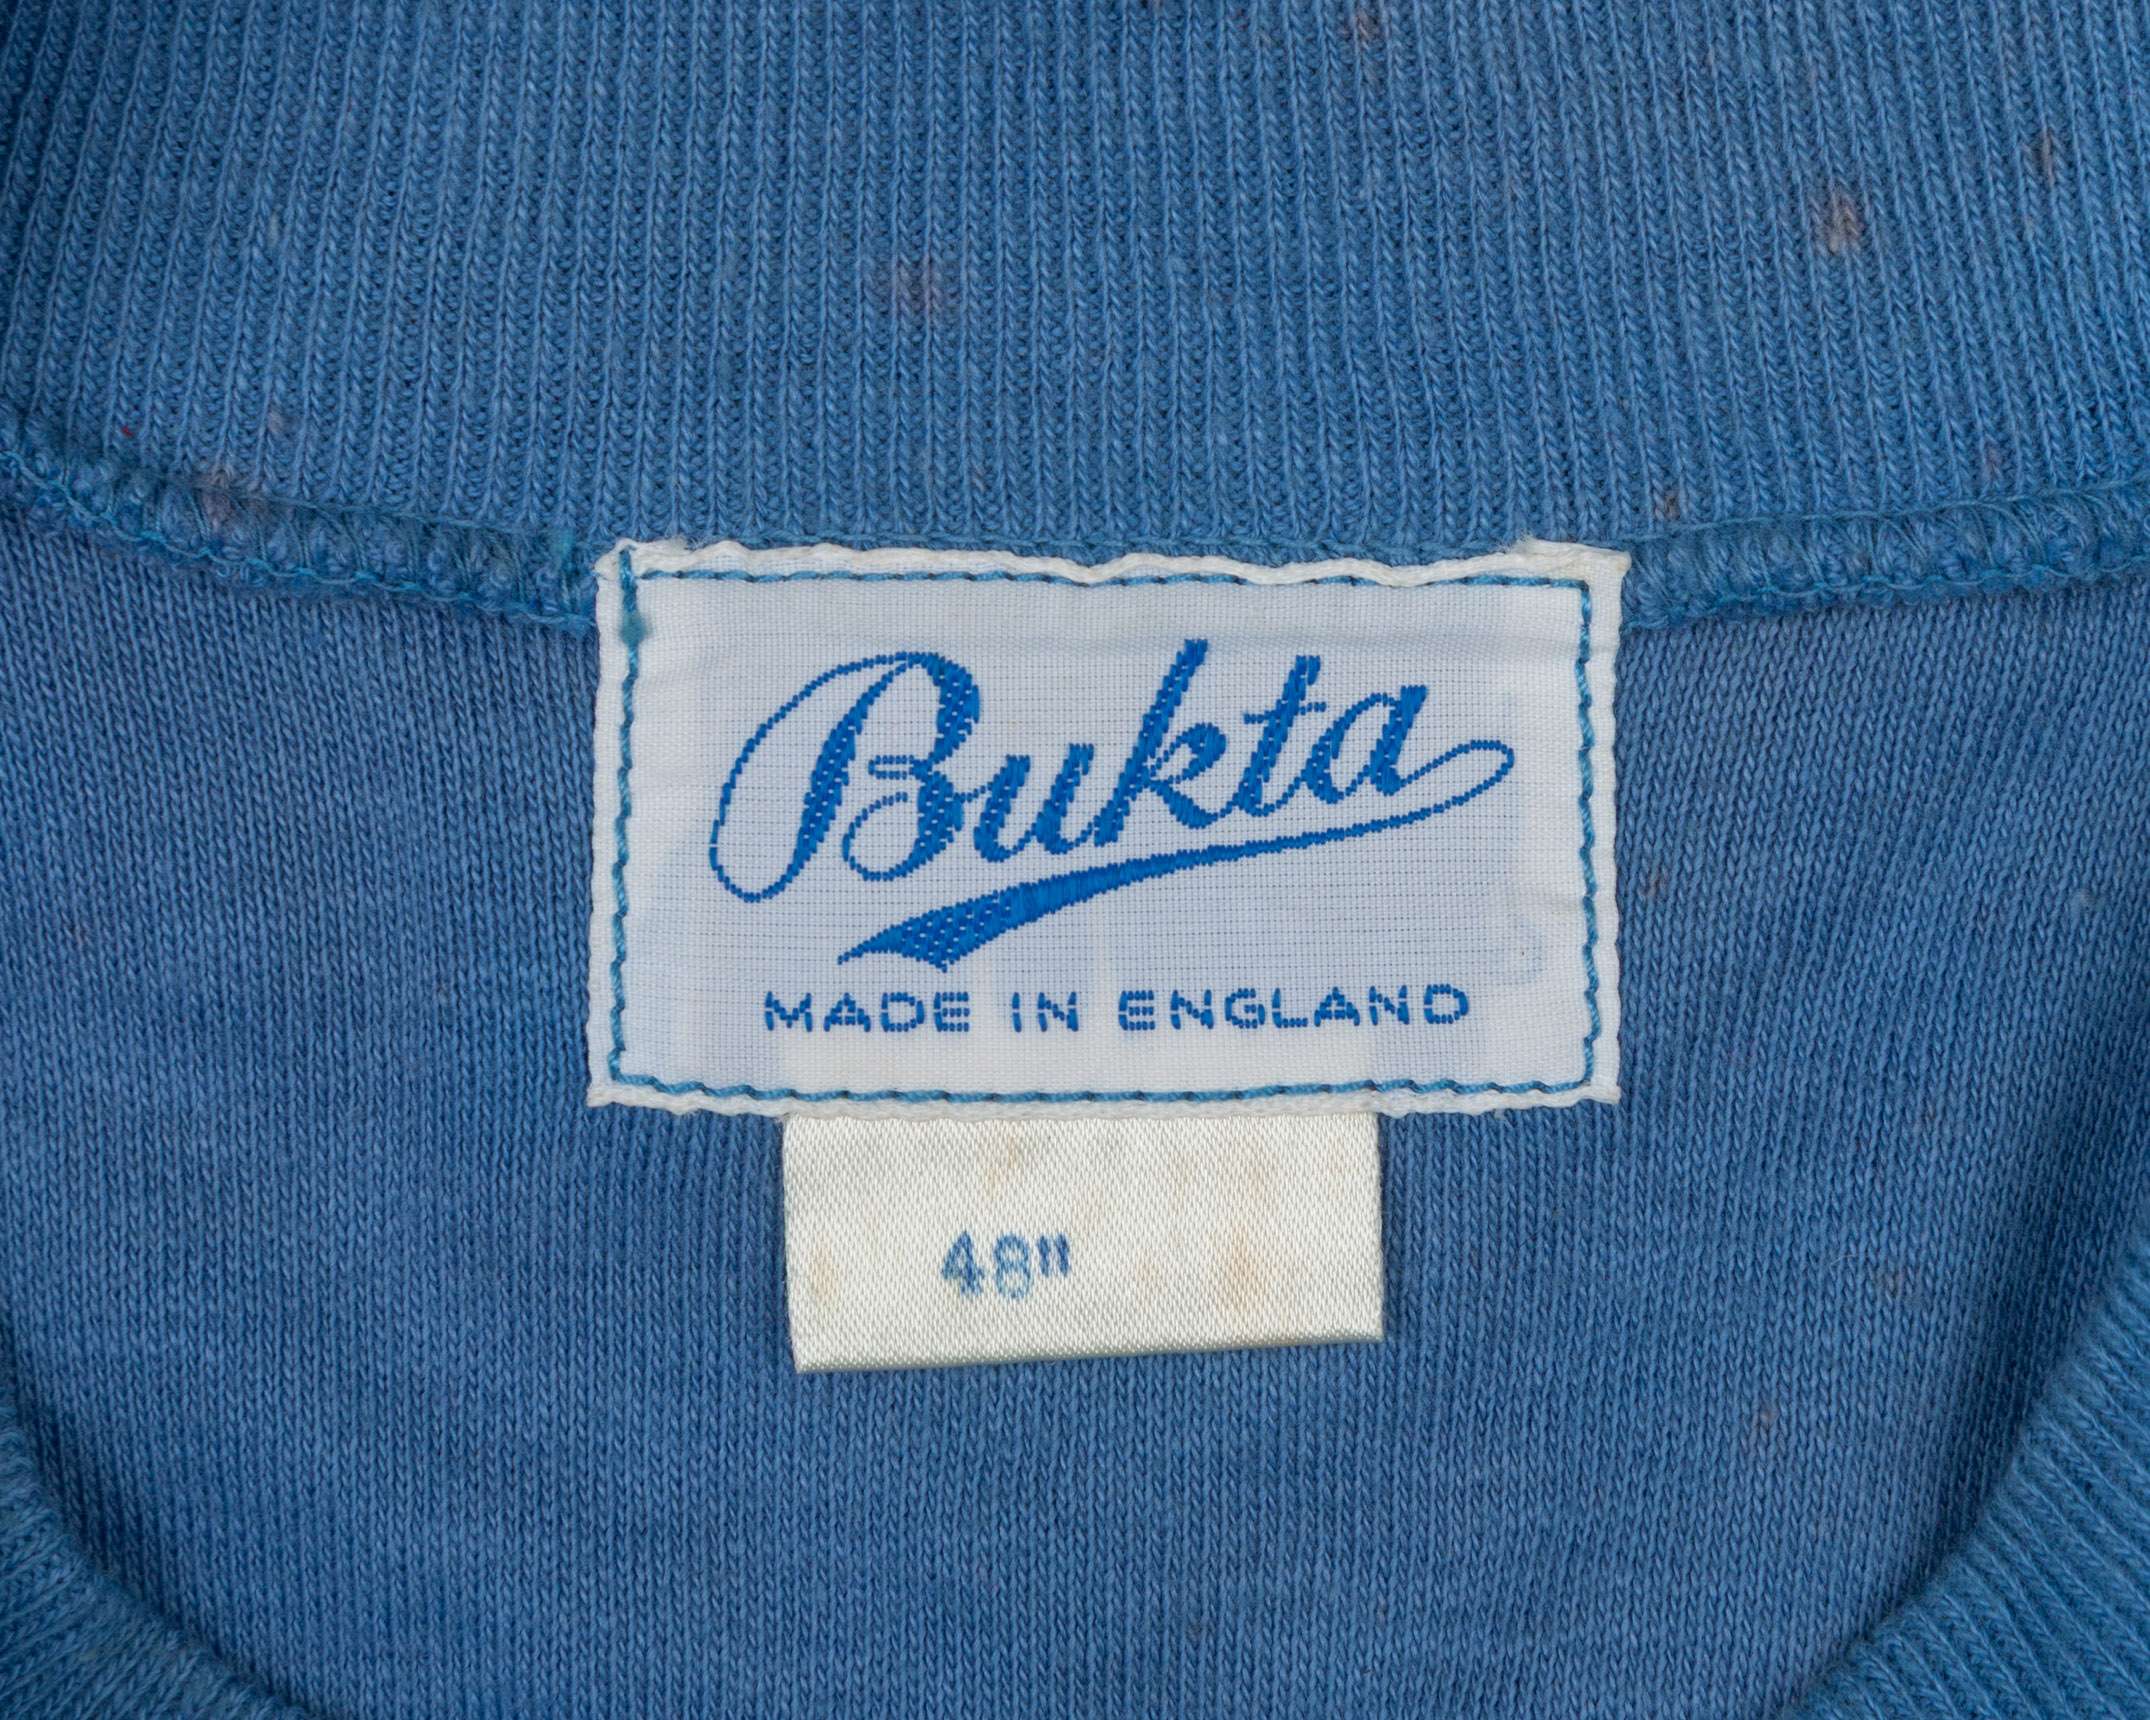 Bukta
MADE IN ENGLAND
48"